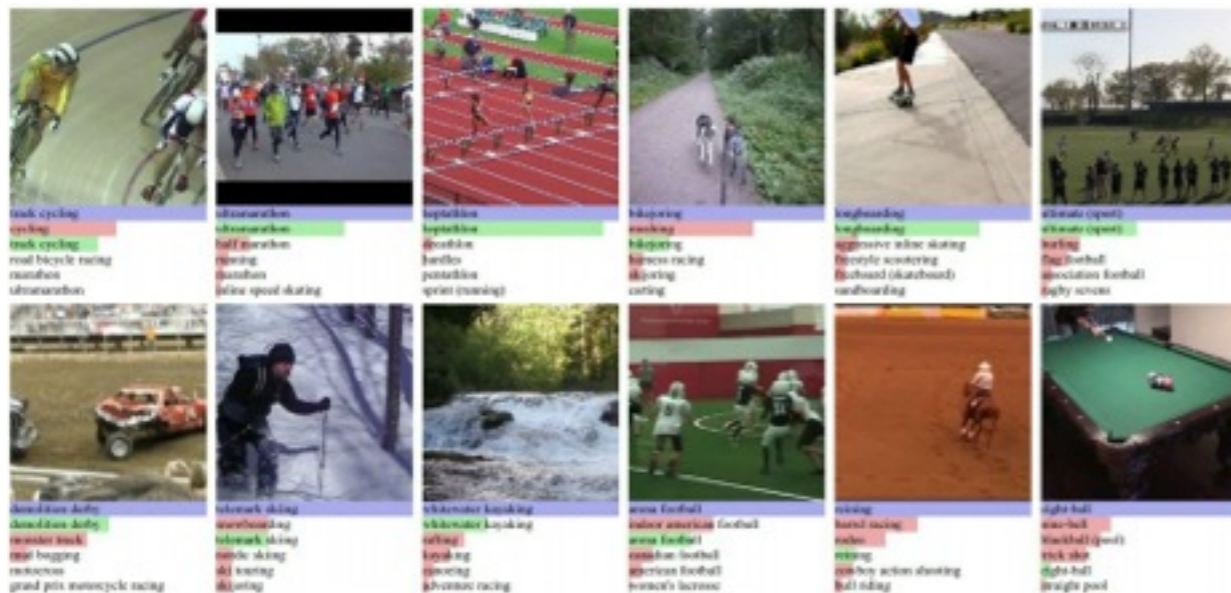 track cycling
cycling
track cycling
road bicycle racing
marathon
ultramarathon
ultramarathon
ultramarathon
half marathon
running
marathon
inline speed skating
heptathlon
heptathlon
decathlon
hurdles
pentathlon
sprint (running)
bikejoring
mushing
bikejoring
harness racing
skijoring
carting
longboarding
longboarding
aggressive inline skating
freestyle scootering
freeboard (skateboard)
sandboarding
ultimate (sport)
ultimate (sport)
hurling
flag football
association football
rugby sevens
demolition derby
demolition derby
monster truck
mud bogging
motocross
grand prix motorcycle racing
telemark skiing
snowboarding
telemark skiing
nordic skiing
ski touring
skijoring
whitewater kayaking
whitewater kayaking
rafting
kayaking
canoeing
adventure racing
arena football
indoor american football
arena football
canadian football
american football
women's lacrosse
reining
barrel racing
rodeo
reining
cowboy action shooting
bull riding
eight-ball
nine-ball
blackball (pool)
trick shot
eight-ball
straight pool